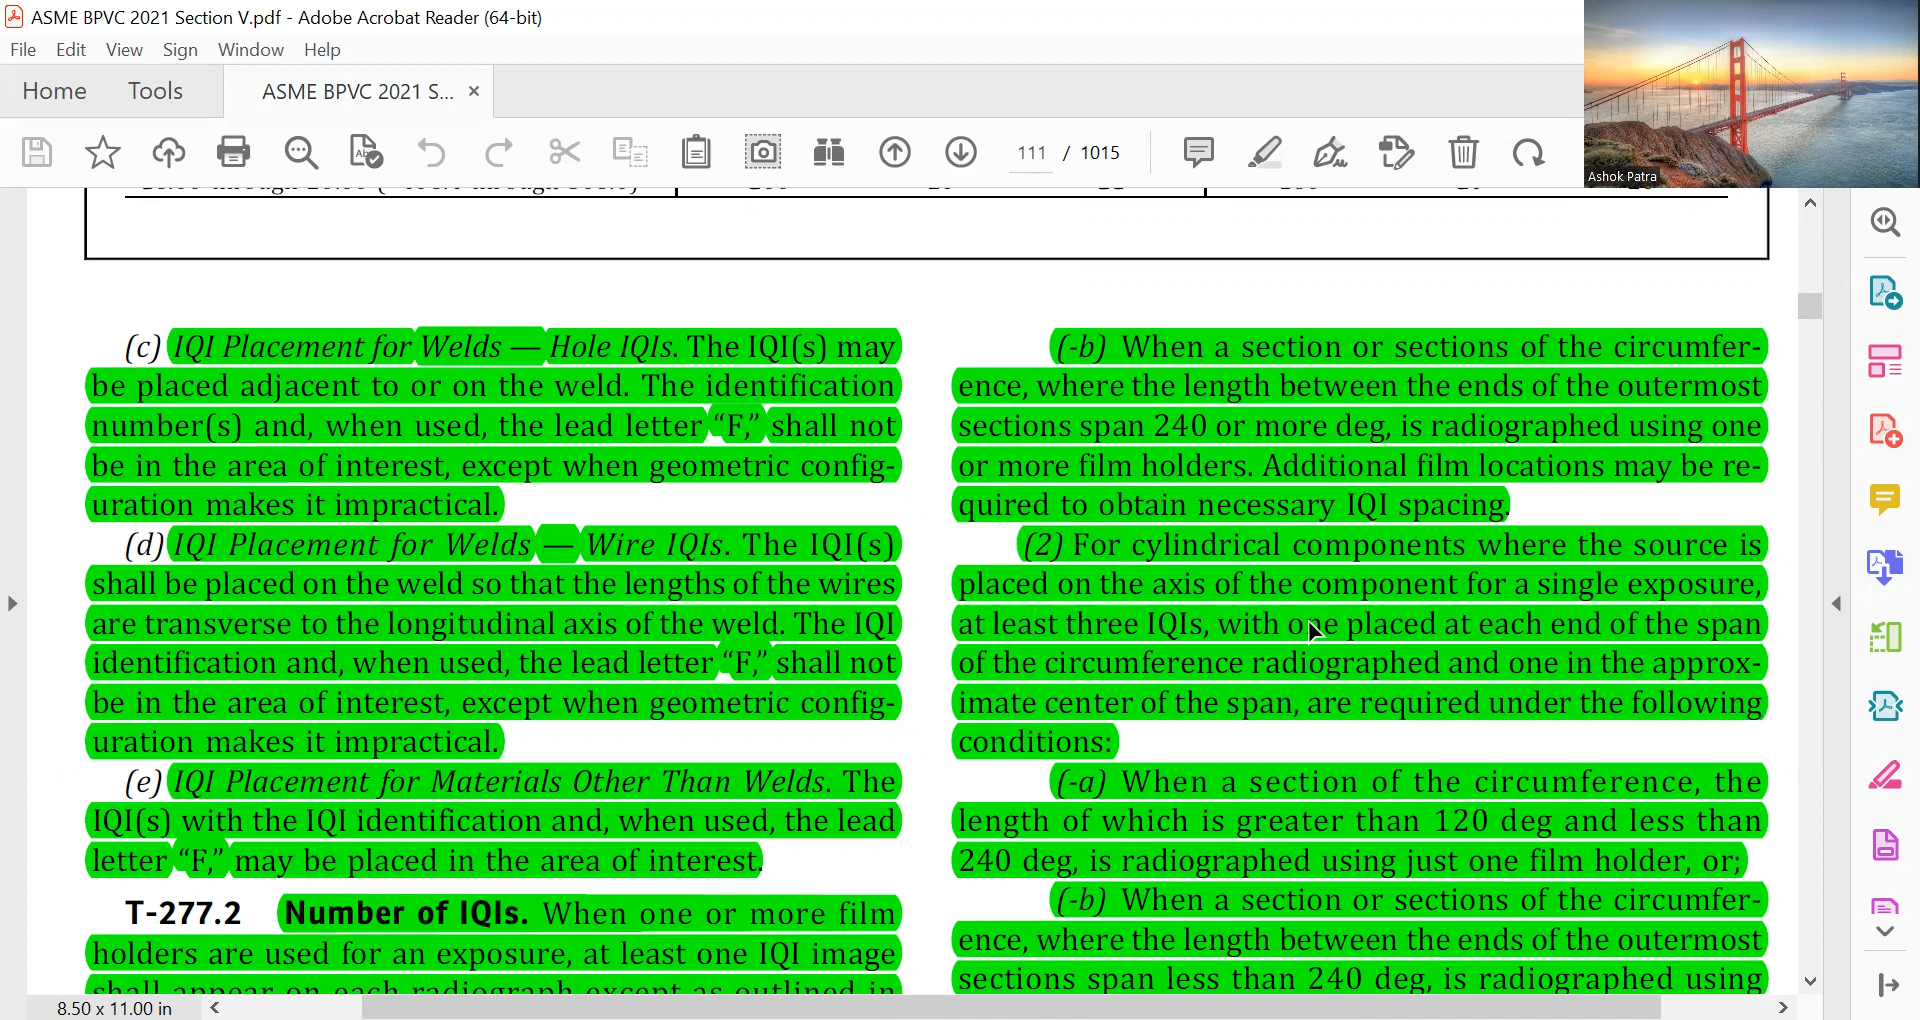 ASME BPVC 2021 Section V.pdf - Adobe Acrobat Reader (64-bit)
File Edit View Sign Window Help
Home Tools ASME BPVC 2021 S... ×
111 / 1015
Ashok Patra
(c) IQI Placement for Welds — Hole IQIs. The IQI(s) may
be placed adjacent to or on the weld. The identification
number(s) and, when used, the lead letter “F,” shall not
be in the area of interest, except when geometric config-
uration makes it impractical.
(d) IQI Placement for Welds — Wire IQIs. The IQI(s)
shall be placed on the weld so that the lengths of the wires
are transverse to the longitudinal axis of the weld. The IQI
identification and, when used, the lead letter “F,” shall not
be in the area of interest, except when geometric config-
uration makes it impractical.
(e) IQI Placement for Materials Other Than Welds. The
IQI(s) with the IQI identification and, when used, the lead
letter “F,” may be placed in the area of interest.
T-277.2 Number of IQIs. When one or more film
holders are used for an exposure, at least one IQI image
shall appear on each radiograph except as outlined in
(-b) When a section or sections of the circumfer-
ence, where the length between the ends of the outermost
sections span 240 or more deg, is radiographed using one
or more film holders. Additional film locations may be re-
quired to obtain necessary IQI spacing.
(2) For cylindrical components where the source is
placed on the axis of the component for a single exposure,
at least three IQIs, with one placed at each end of the span
of the circumference radiographed and one in the approx-
imate center of the span, are required under the following
conditions:
(-a) When a section of the circumference, the
length of which is greater than 120 deg and less than
240 deg, is radiographed using just one film holder, or;
(-b) When a section or sections of the circumfer-
ence, where the length between the ends of the outermost
sections span less than 240 deg, is radiographed using
8.50 x 11.00 in